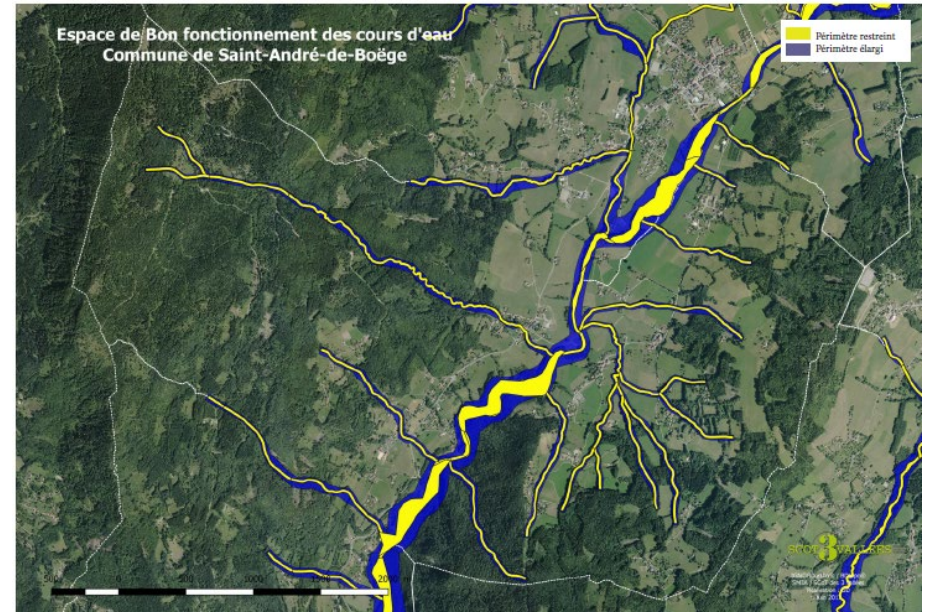 Espace de Bon fonctionnement des cours d'eau
Commune de Saint-André-de-Boëge
Périmètre restreint
Périmètre élargi
500 0 500 1000 2000
SCOT 3 VALLEES